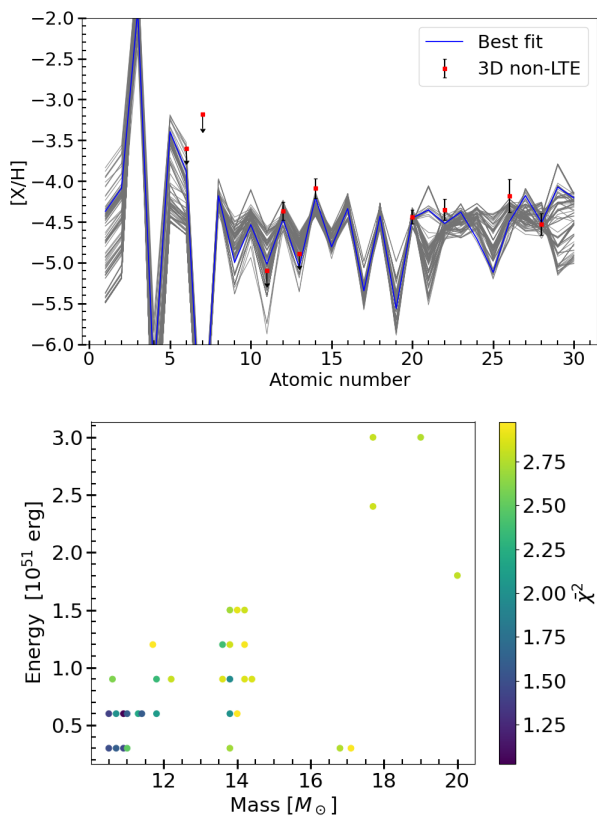 −2.0
−2.5
−3.0
−3.5
−4.0
−4.5
−5.0
−5.5
−6.0
[X/H]
Best fit
3D non-LTE
0 5 10 15 20 25 30
Atomic number
3.0
2.5
2.0
1.5
1.0
0.5
Energy [10⁵¹ erg]
12 14 16 18 20
Mass [M☉]
2.75
2.50
2.25
2.00
1.75
1.50
1.25
χ̄²